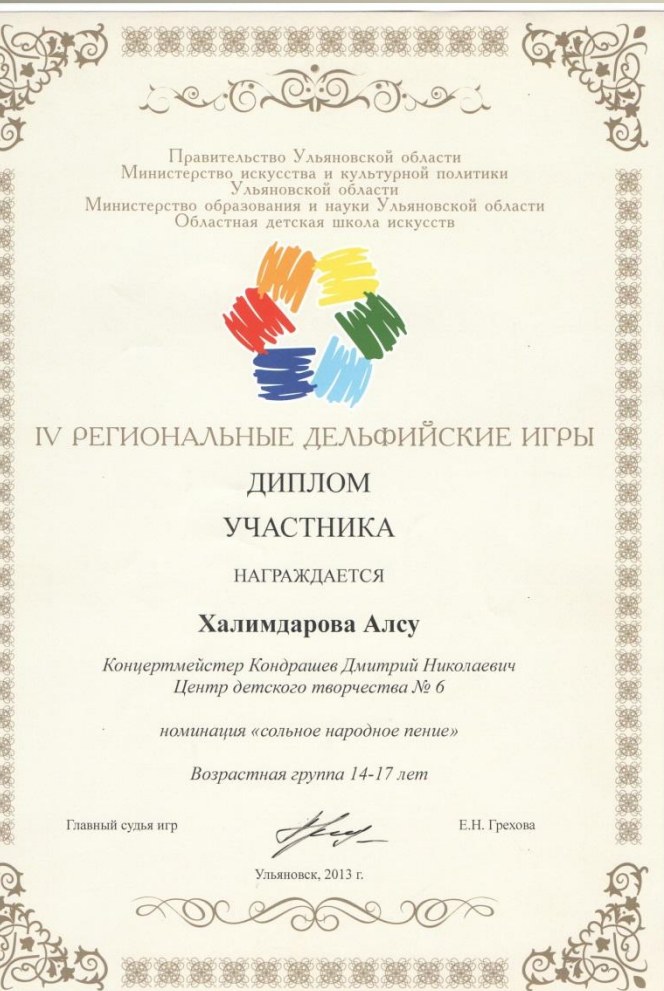 Правительство Ульяновской области
Министерство искусства и культурной политики
Ульяновской области
Министерство образования и науки Ульяновской области
Областная детская школа искусств
IV РЕГИОНАЛЬНЫЕ ДЕЛЬФИЙСКИЕ ИГРЫ
ДИПЛОМ
УЧАСТНИКА
НАГРАЖДАЕТСЯ
Халимдарова Алсу
Концертмейстер Кондрашев Дмитрий Николаевич
Центр детского творчества № 6
номинация «сольное народное пение»
Возрастная группа 14-17 лет
Главный судья игр
Е.Н. Грехова
Ульяновск, 2013 г.